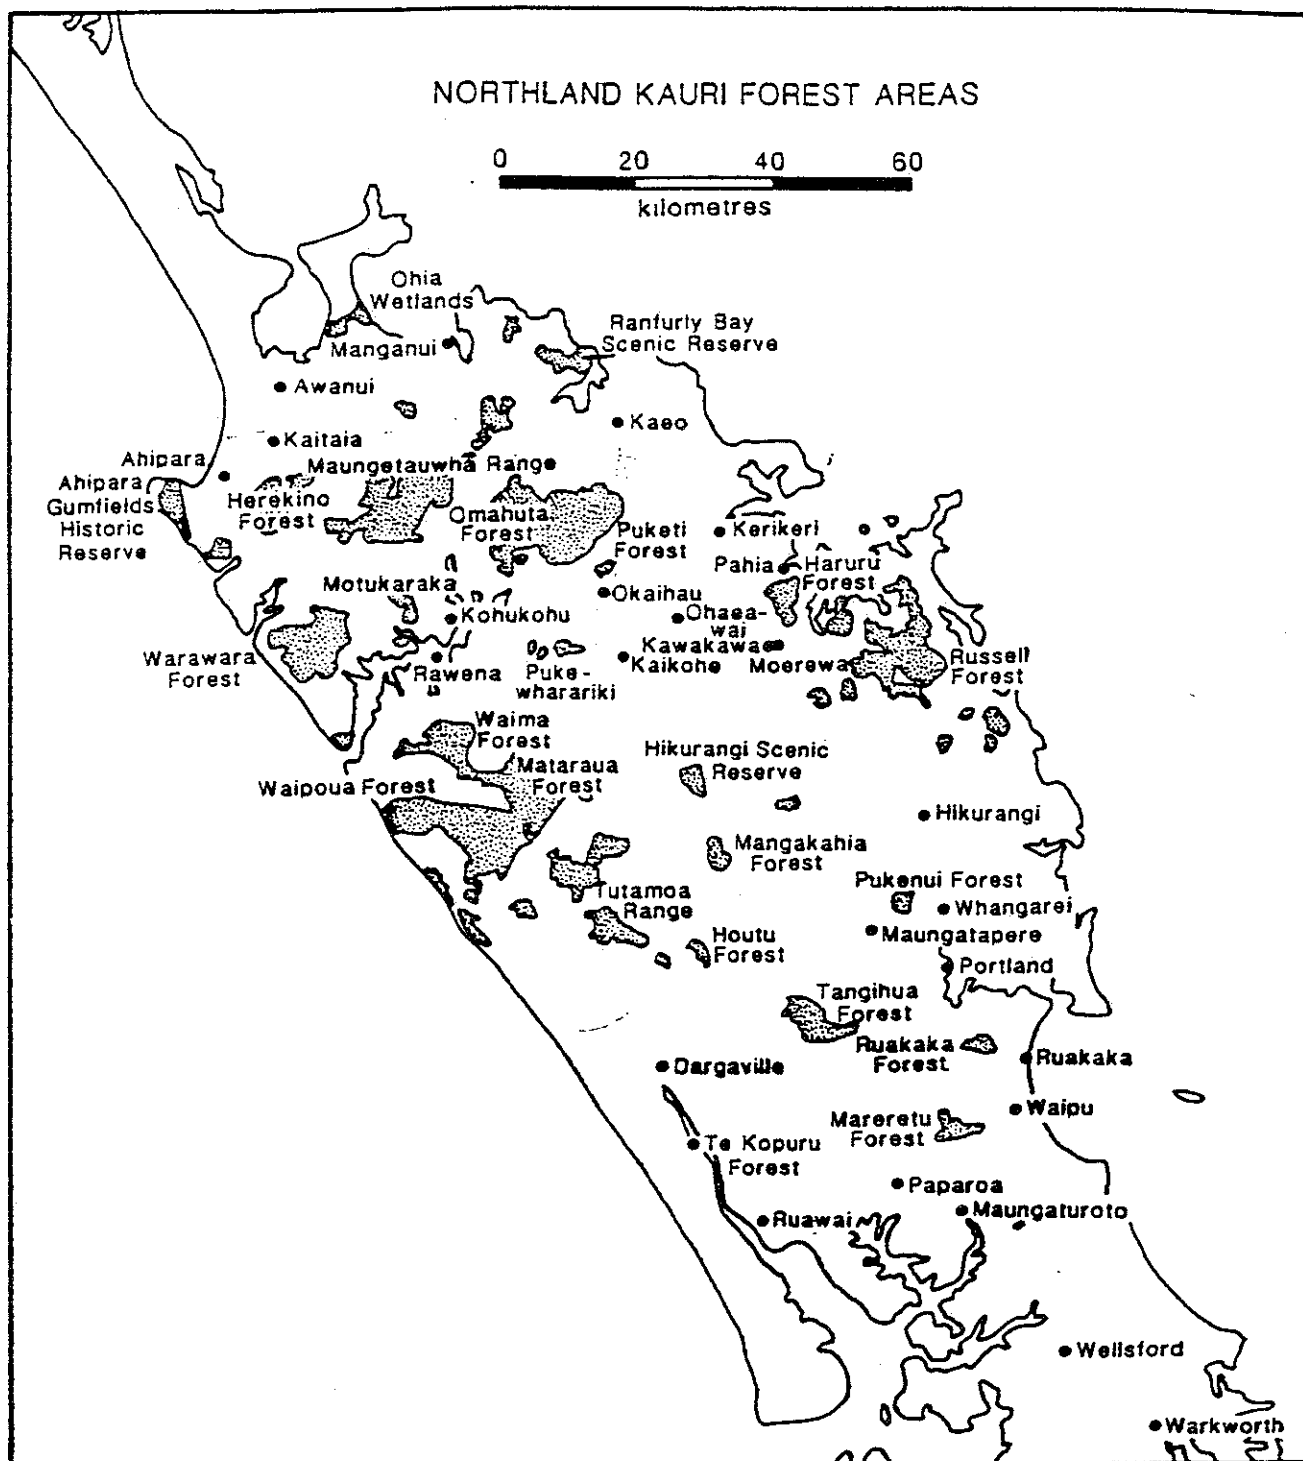 NORTHLAND KAURI FOREST AREAS
0 20 40 60
kilometres
Ohia
Wetlands
Ranfurly Bay
Scenic Reserve
Manganui
Awanui
Kaeo
Kaitaia
Ahipara
Maungetauwha Range
Ahipara
Gumfields
Historic
Reserve
Herekino
Forest
Omahuta
Forest
Puketi
Forest
Kerikeri
Pahia
Haruru
Forest
Motukaraka
Okaihau
Kohukohu
Ohaea-
wai
Kawakawa
Moerewa
Warawara
Forest
Rawena
Puke-
wharariki
Kaikohe
Russell
Forest
Waima
Forest
Hikurangi Scenic
Reserve
Mataraua
Forest
Waipoua Forest
Hikurangi
Mangakahia
Forest
Pukenui Forest
Tutamoa
Range
Whangarei
Maungatapere
Houtu
Forest
Portland
Tangihua
Forest
Ruakaka
Forest
Ruakaka
Dargaville
Waipu
Mareretu
Forest
Te Kopuru
Forest
Paparoa
Maungaturoto
Ruawai
Wellsford
Warkworth